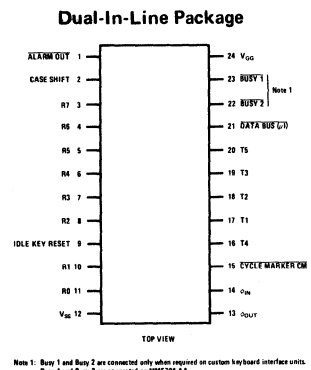 Dual-In-Line Package
ALARM OUT 1
CASE SHIFT 2
R7 3
R6 4
R5 5
R4 6
R3 7
R2 8
IDLE KEY RESET 9
R1 10
R0 11
VSS 12
24 VGG
23 BUSY 1
22 BUSY 2
Note 1
21 DATA BUS (μI)
20 T5
19 T3
18 T2
17 T1
16 T4
15 CYCLE MARKER CM
14 φIN
13 φOUT
TOP VIEW
Note 1: Busy 1 and Busy 2 are connected only when required on custom keyboard interface units.